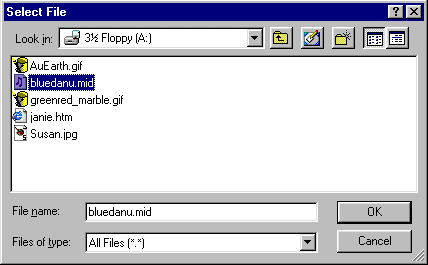 Select File
Look in: 3½ Floppy (A:)
AuEarth.gif
bluedanu.mid
greenred_marble.gif
janie.htm
Susan.jpg
File name: bluedanu.mid OK
Files of type: All Files (*.*) Cancel